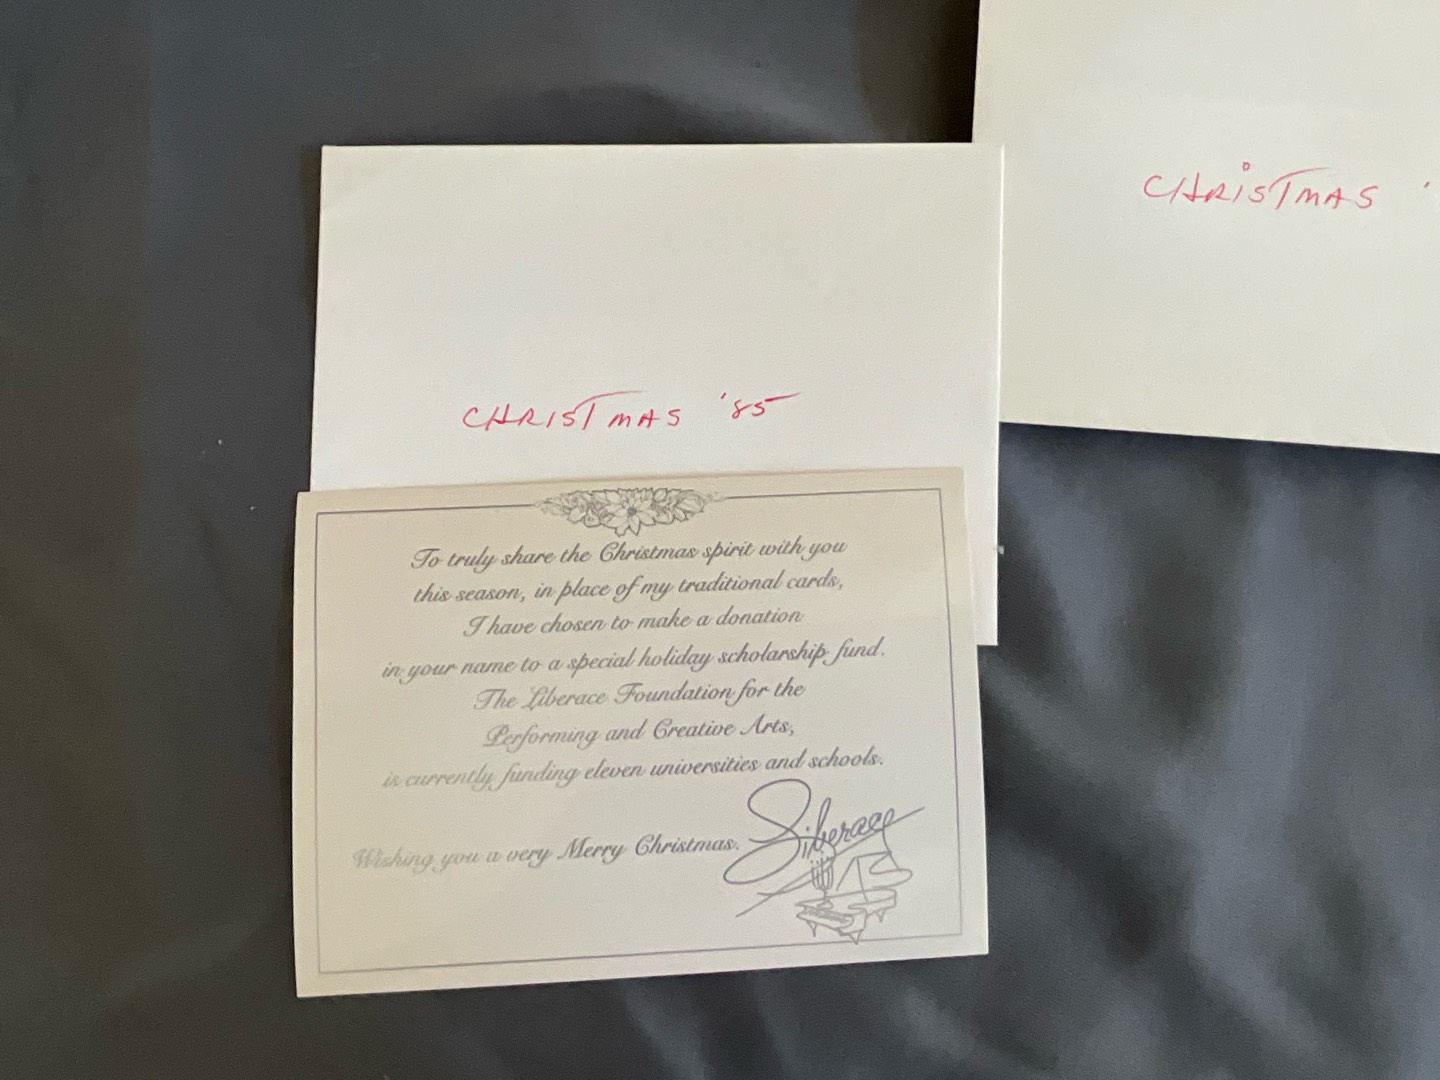 CHRISTMAS '
CHRISTMAS '85
To truly share the Christmas spirit with you
this season, in place of my traditional cards,
I have chosen to make a donation
in your name to a special holiday scholarship fund.
The Liberace Foundation for the
Performing and Creative Arts,
is currently funding eleven universities and schools.
Wishing you a very Merry Christmas.
Liberace